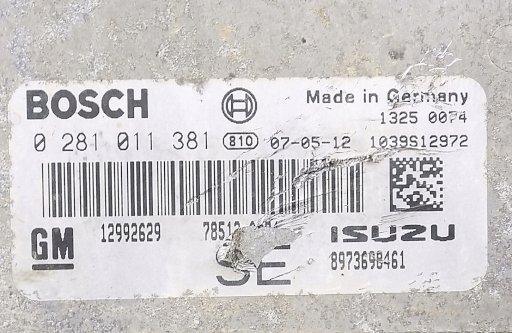 BOSCH Made in Germany
1325 0074
0 281 011 381 810 07-05-12 1039S12972
GM 12992629 ISUZU
SE 8973698461